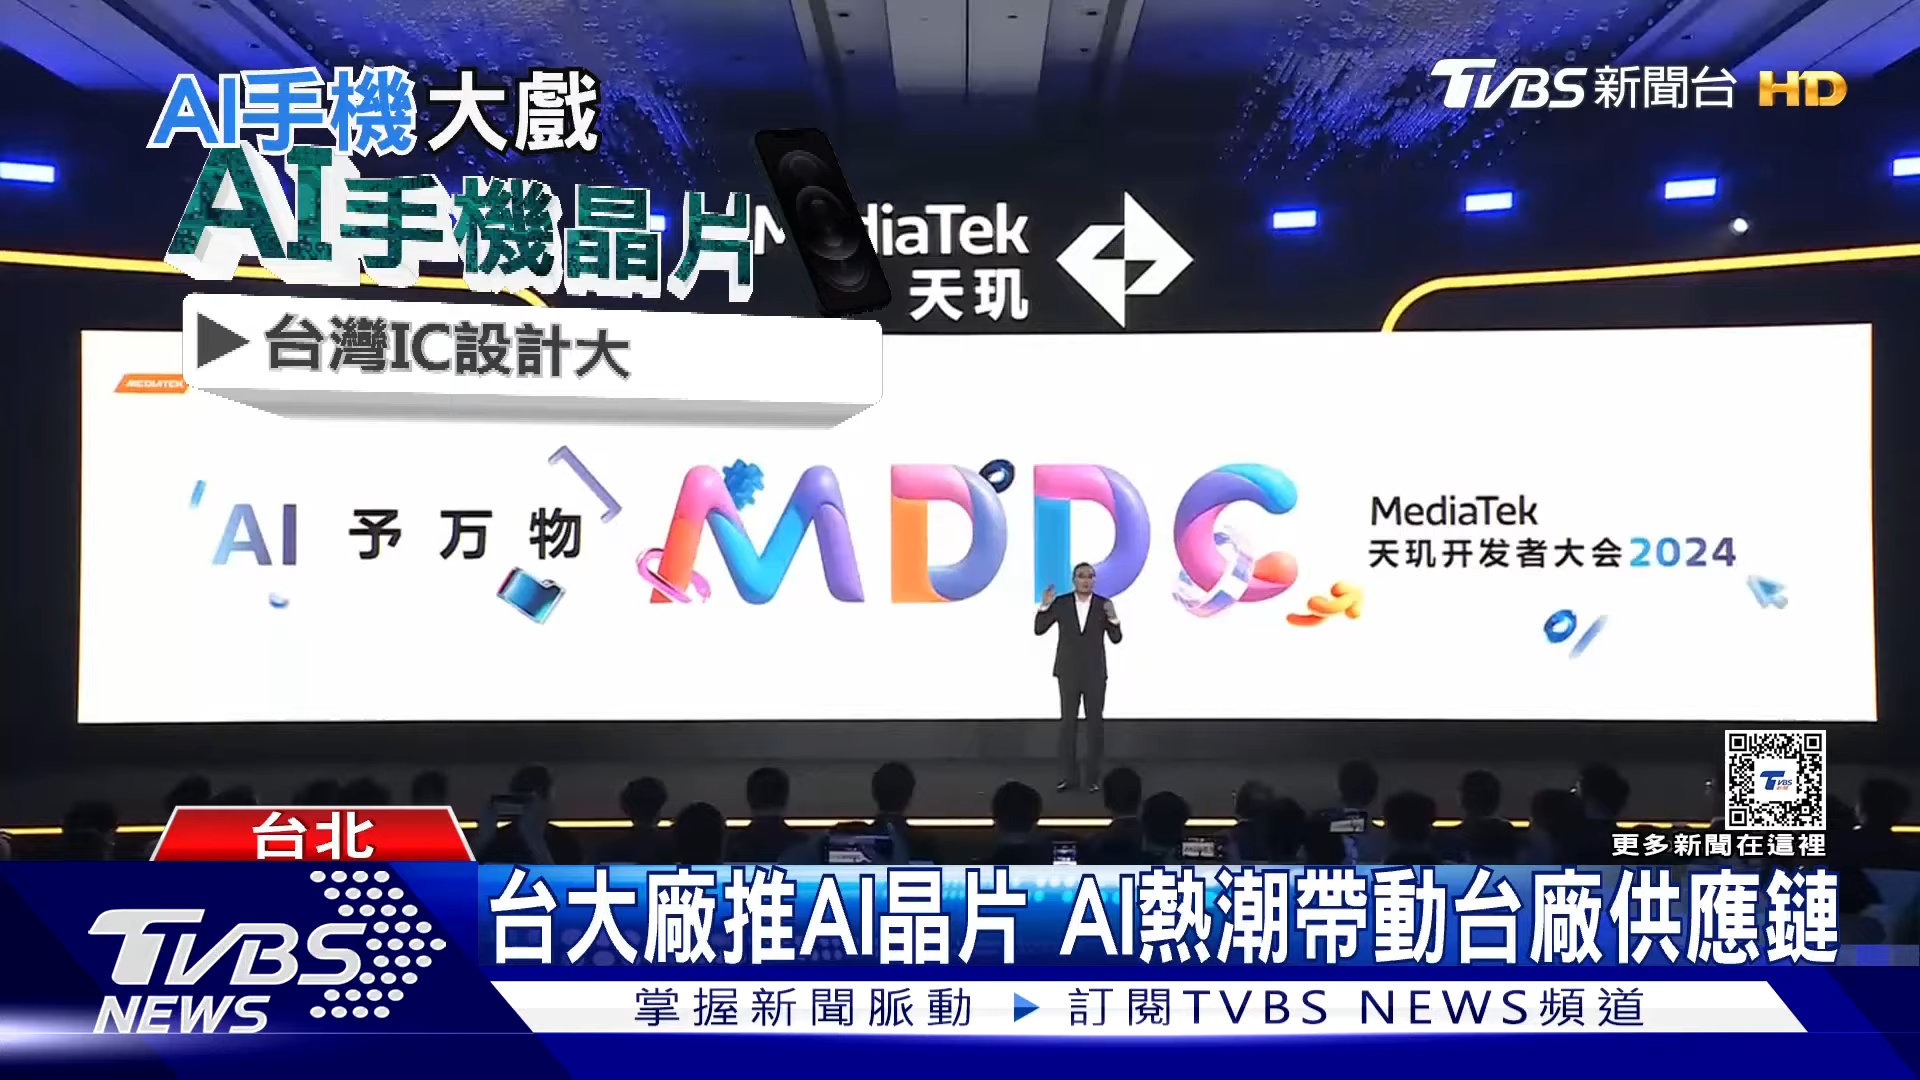 AI手機大戲
TVBS新聞台 HD
AI手機晶片
MediaTek
天玑
台灣IC設計大
MEDIATEK
AI 予万物
MDDC
MediaTek
天玑开发者大会2024
TVBS
更多新聞在這裡
台北
台大廠推AI晶片 AI熱潮帶動台廠供應鏈
TVBS
NEWS
掌握新聞脈動 ▶ 訂閱TVBS NEWS頻道